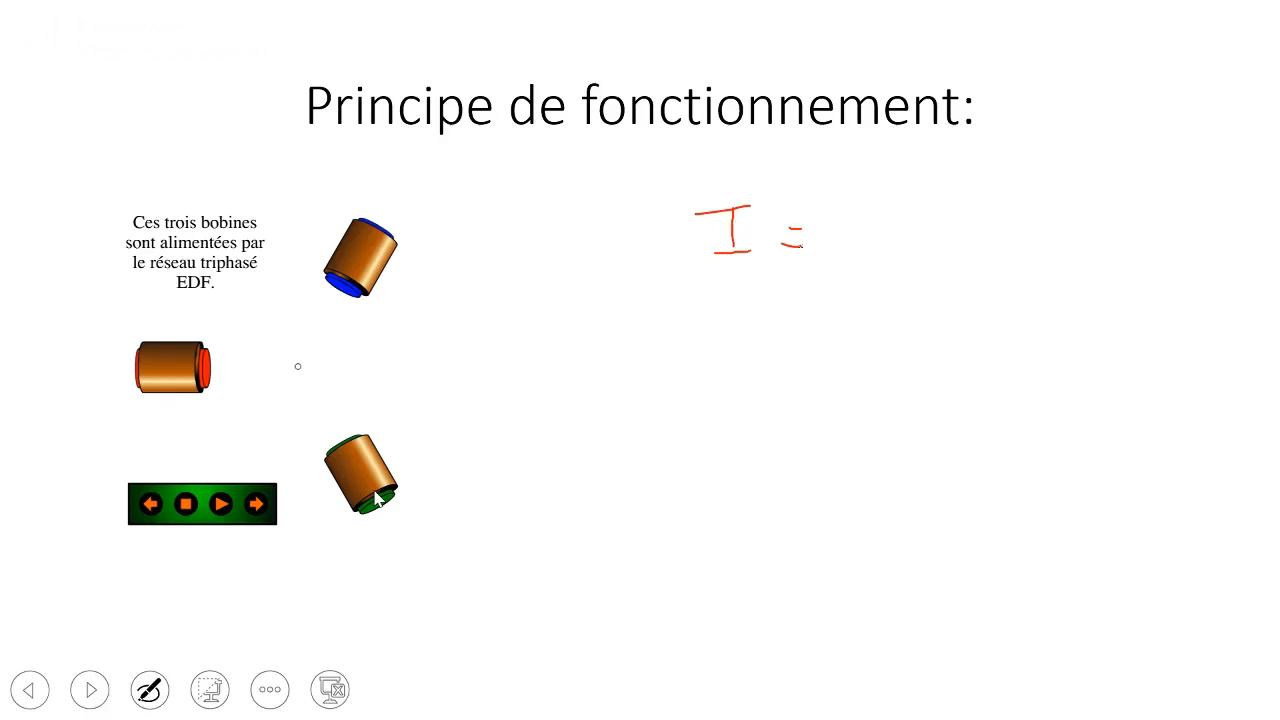 Principe de fonctionnement:
Ces trois bobines
sont alimentées par
le réseau triphasé
EDF.
I =